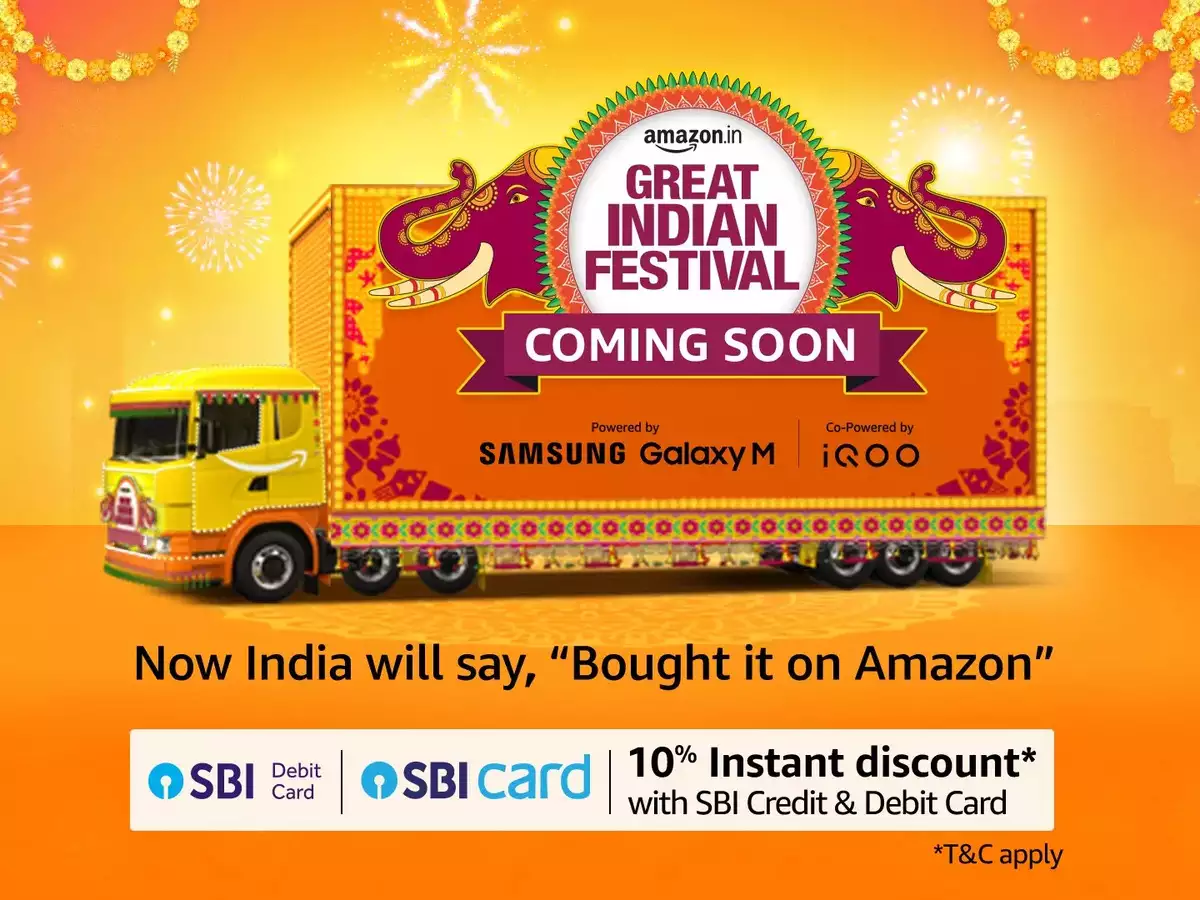 amazon.in
GREAT
INDIAN
FESTIVAL
COMING SOON
Powered by
SAMSUNG Galaxy M
Co-Powered by
iQOO
Now India will say, “Bought it on Amazon”
SBI Debit Card
SBI card
10% Instant discount*
with SBI Credit & Debit Card
*T&C apply